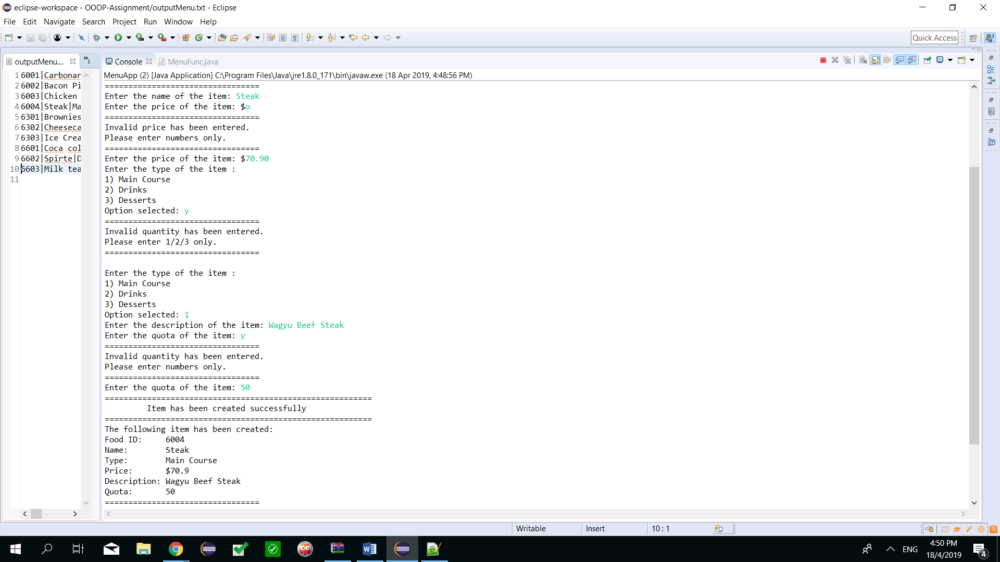 eclipse-workspace - OODP-Assignment/outputMenu.txt - Eclipse
File Edit Navigate Search Project Run Window Help
Quick Access
outputMenu.... 5
Console MenuFunc.java
MenuApp (2) [Java Application] C:\Program Files\Java\jre1.8.0_171\bin\javaw.exe (18 Apr 2019, 4:48:56 PM)
1 6001|Carbonar
2 6002|Bacon Pi
3 6003|Chicken
4 6004|Steak|Ma
5 6301|Brownies
6 6302|Cheeseca
7 6303|Ice Crea
8 6601|Coca col
9 6602|Spirte|D
10 6603|Milk tea
11
=================================
Enter the name of the item: Steak
Enter the price of the item: $o
=================================
Invalid price has been entered.
Please enter numbers only.
=================================
Enter the price of the item: $70.90
Enter the type of the item :
1) Main Course
2) Drinks
3) Desserts
Option selected: y
=================================
Invalid quantity has been entered.
Please enter 1/2/3 only.
=================================
Enter the type of the item :
1) Main Course
2) Drinks
3) Desserts
Option selected: 1
Enter the description of the item: Wagyu Beef Steak
Enter the quota of the item: y
=================================
Invalid quantity has been entered.
Please enter numbers only.
=================================
Enter the quota of the item: 50
=========================================================
Item has been created successfully
=========================================================
The following item has been created:
Food ID: 6004
Name: Steak
Type: Main Course
Price: $70.9
Description: Wagyu Beef Steak
Quota: 50
=================================
Writable Insert 10 : 1
ENG
4:50 PM
18/4/2019
4